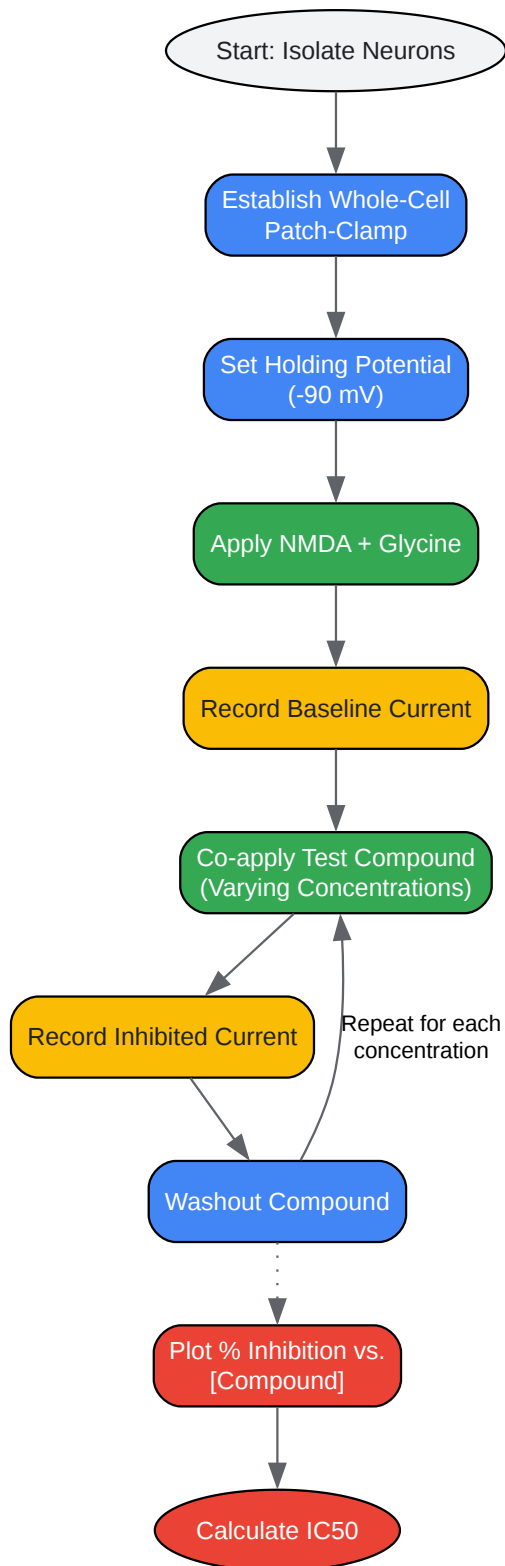 Start: Isolate Neurons
Establish Whole-Cell
Patch-Clamp
Set Holding Potential
(-90 mV)
Apply NMDA + Glycine
Record Baseline Current
Co-apply Test Compound
(Varying Concentrations)
Record Inhibited Current
Repeat for each
concentration
Washout Compound
Plot % Inhibition vs.
[Compound]
Calculate IC50